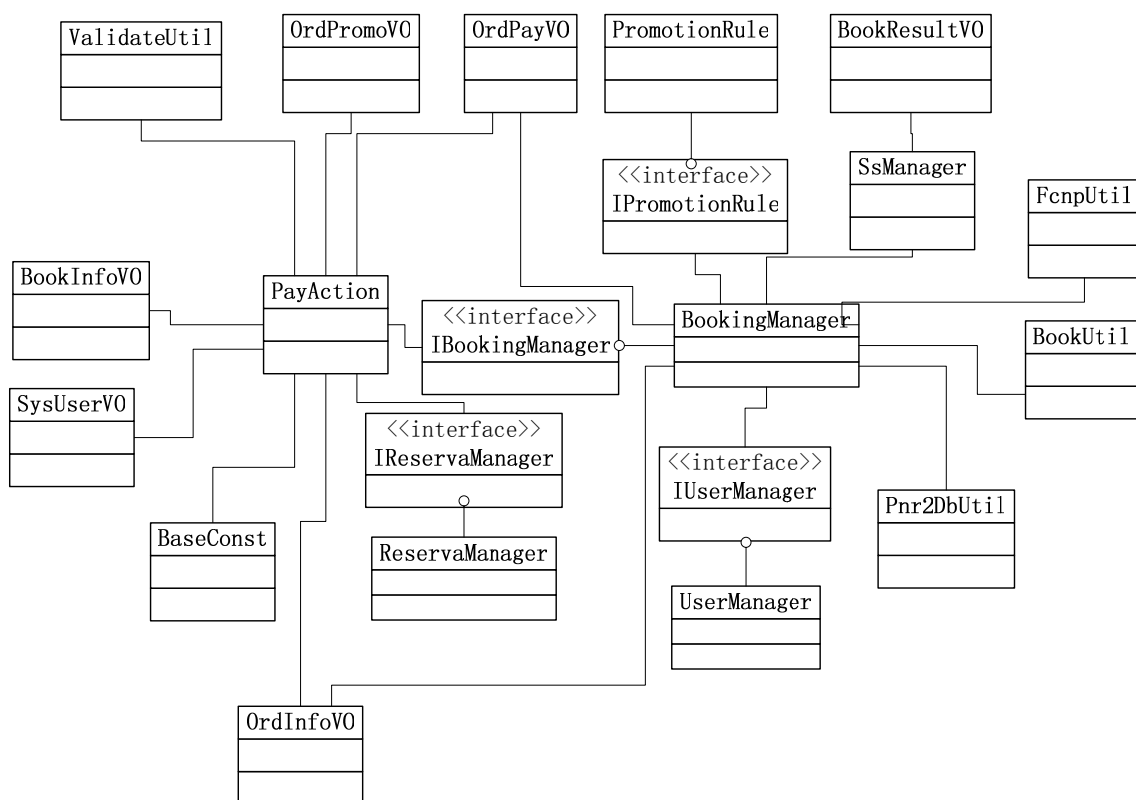 ValidateUtil
OrdPromoVO
OrdPayVO
PromotionRule
BookResultVO
<<interface>>
IPromotionRule
SsManager
FcnpUtil
BookInfoVO
PayAction
<<interface>>
IBookingManager
BookingManager
BookUtil
SysUserVO
<<interface>>
IReservaManager
<<interface>>
IUserManager
Pnr2DbUtil
BaseConst
ReservaManager
UserManager
OrdInfoVO